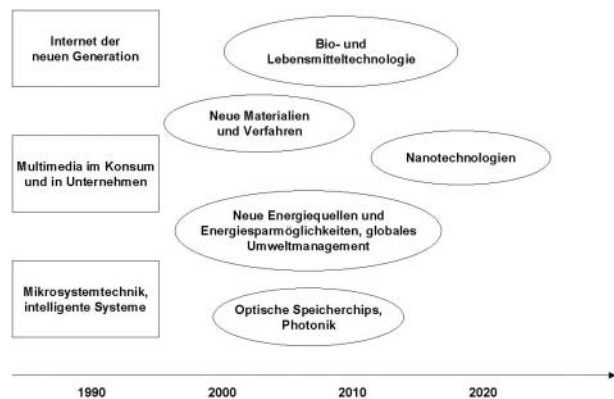 Internet der
neuen Generation
Bio- und
Lebensmitteltechnologie
Neue Materialien
und Verfahren
Multimedia im Konsum
und in Unternehmen
Nanotechnologien
Neue Energiequellen und
Energiesparmöglichkeiten, globales
Umweltmanagement
Mikrosystemtechnik,
intelligente Systeme
Optische Speicherchips,
Photonik
1990 2000 2010 2020